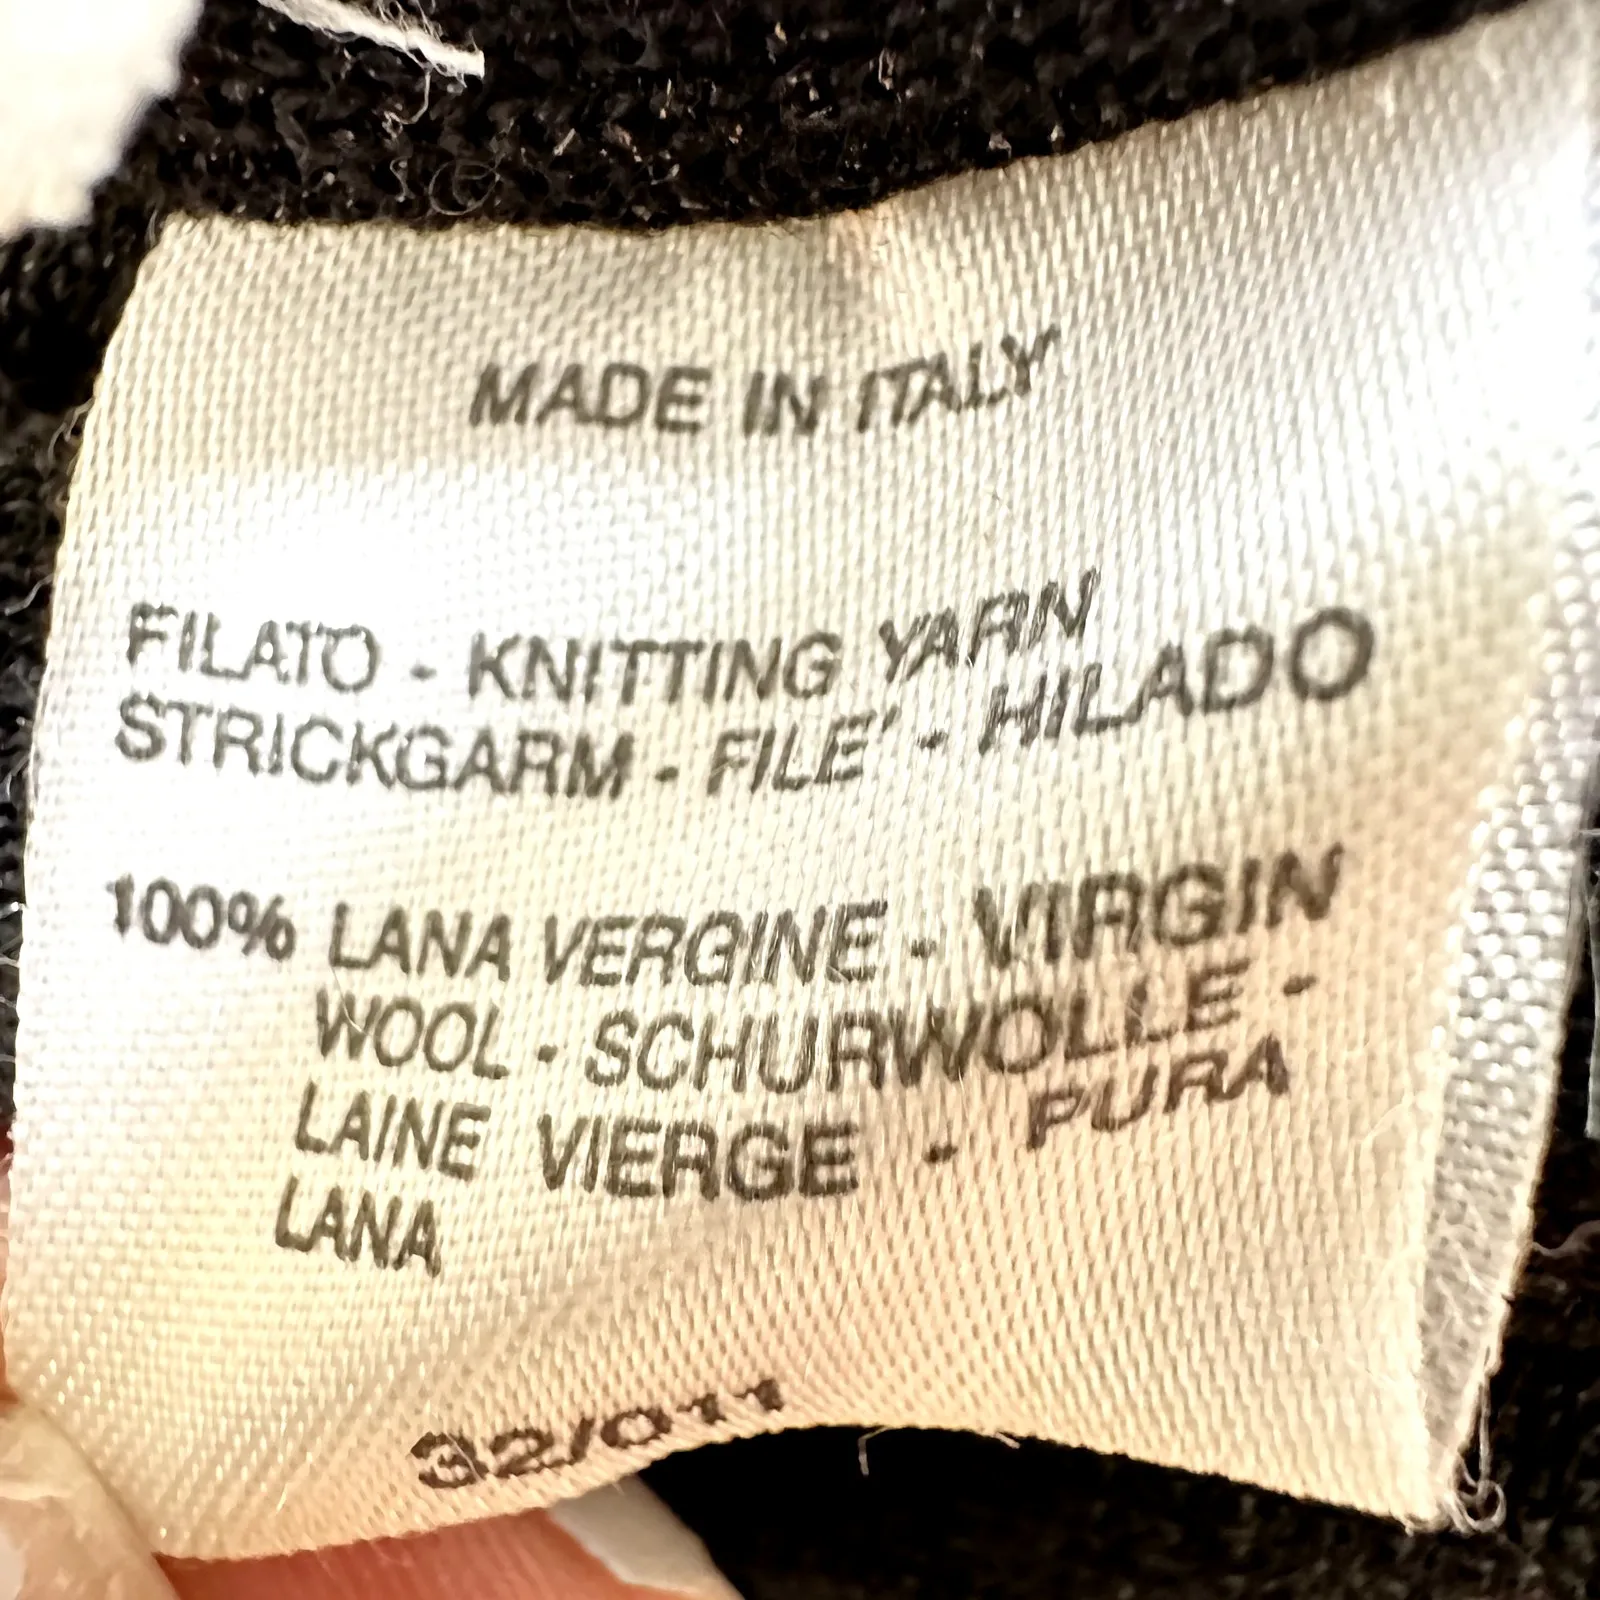 MADE IN ITALY
FILATO - KNITTING YARN
STRICKGARM - FILE' - HILADO
100% LANA VERGINE - VIRGIN
WOOL - SCHURWOLLE -
LAINE VIERGE - PURA
LANA
32/011